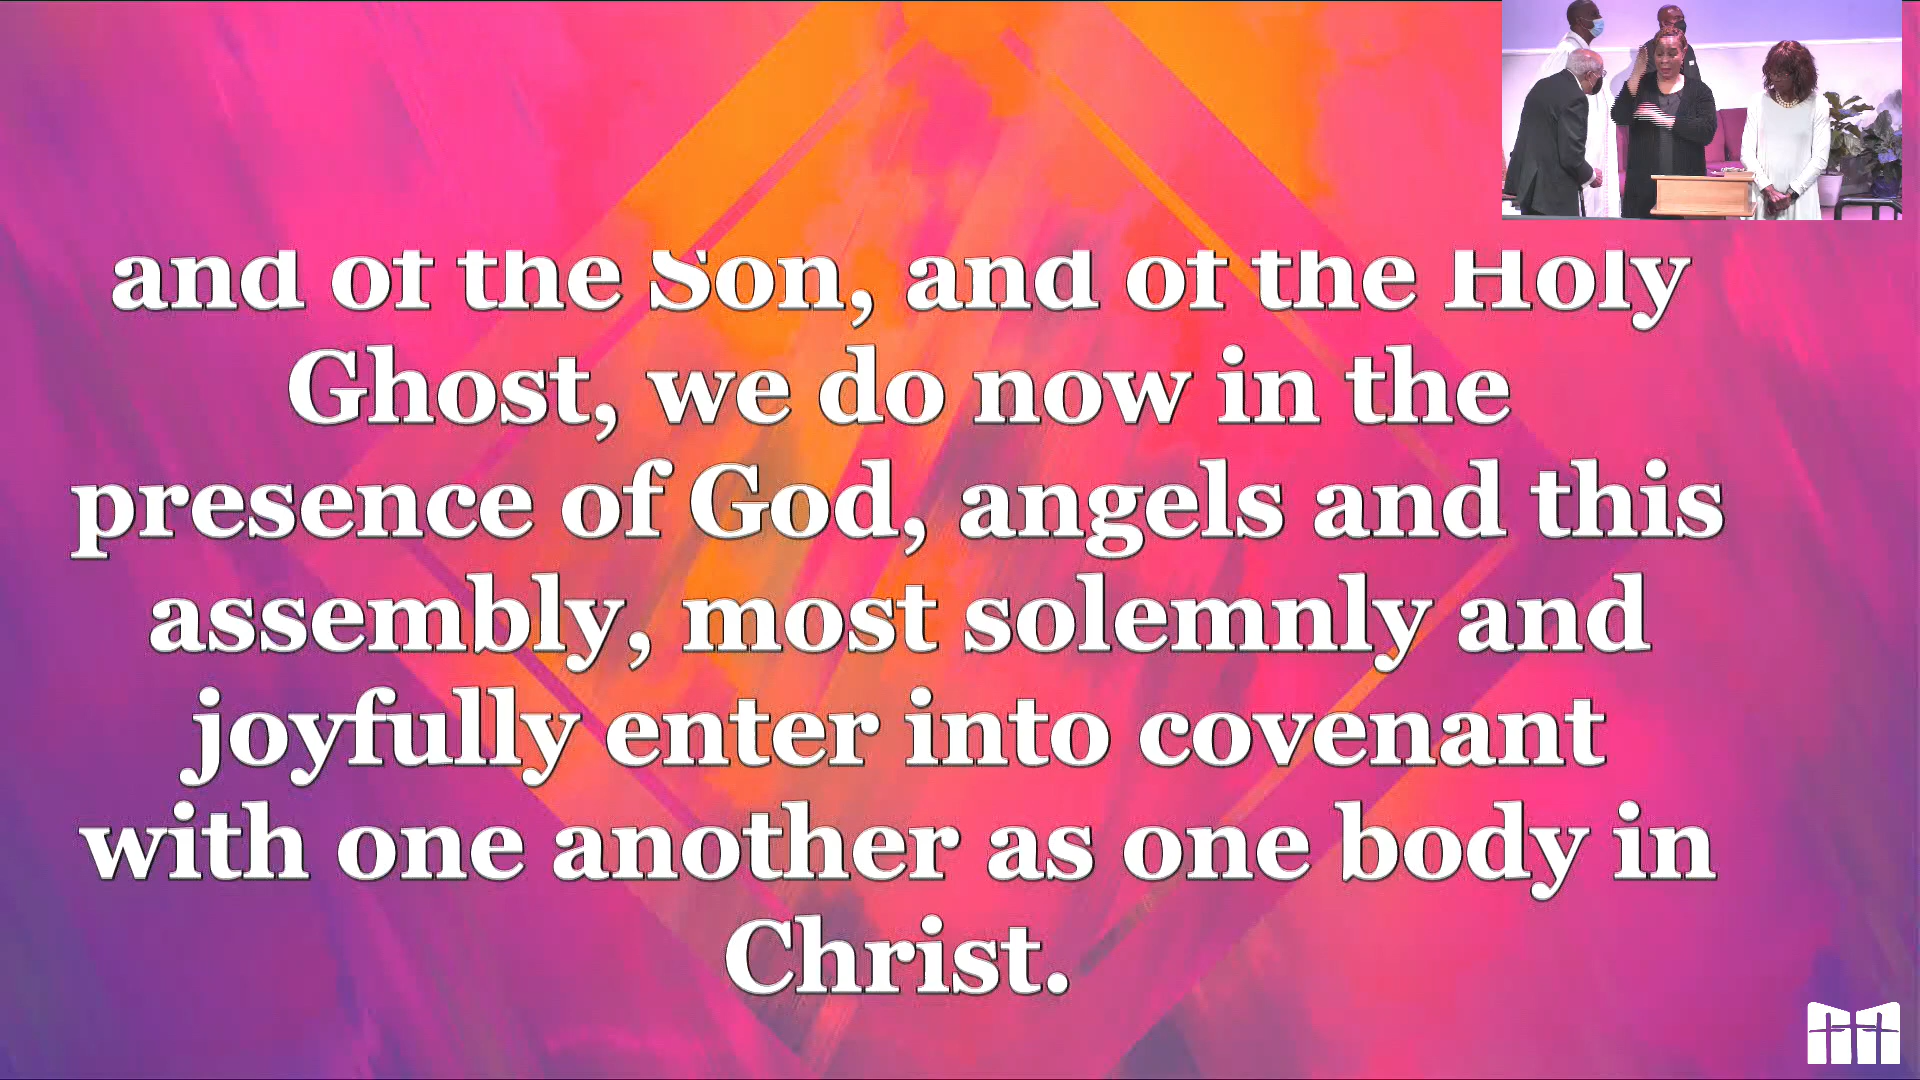 and of the Son, and of the Holy
Ghost, we do now in the
presence of God, angels and this
assembly, most solemnly and
joyfully enter into covenant
with one another as one body in
Christ.